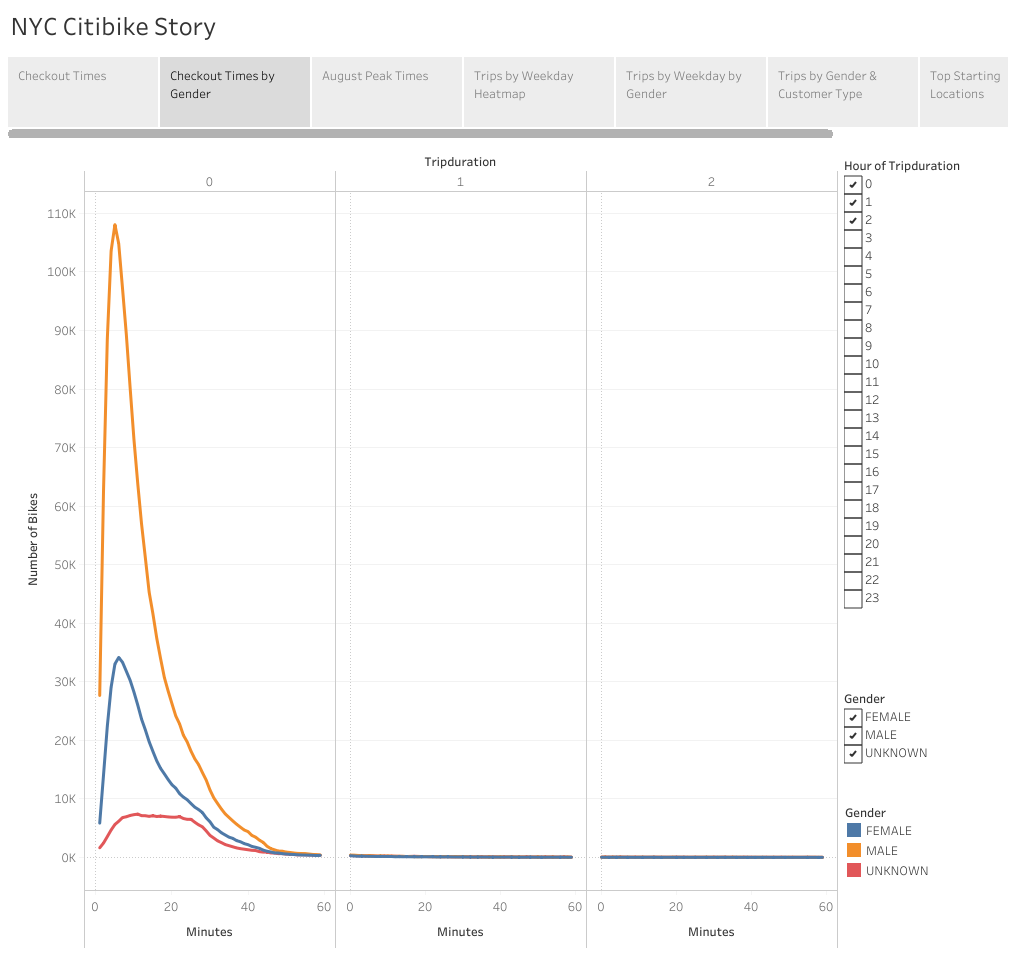 NYC Citibike Story
Checkout Times
Checkout Times by
Gender
August Peak Times
Trips by Weekday
Heatmap
Trips by Weekday by
Gender
Trips by Gender &
Customer Type
Top Starting
Locations
Tripduration
0 1 2
110K
100K
90K
80K
70K
60K
50K
40K
30K
20K
10K
0K
Number of Bikes
0 20 40 60 0 20 40 60 0 20 40 60
Minutes Minutes Minutes
Hour of Tripduration
0
1
2
3
4
5
6
7
8
9
10
11
12
13
14
15
16
17
18
19
20
21
22
23
Gender
FEMALE
MALE
UNKNOWN
Gender
FEMALE
MALE
UNKNOWN